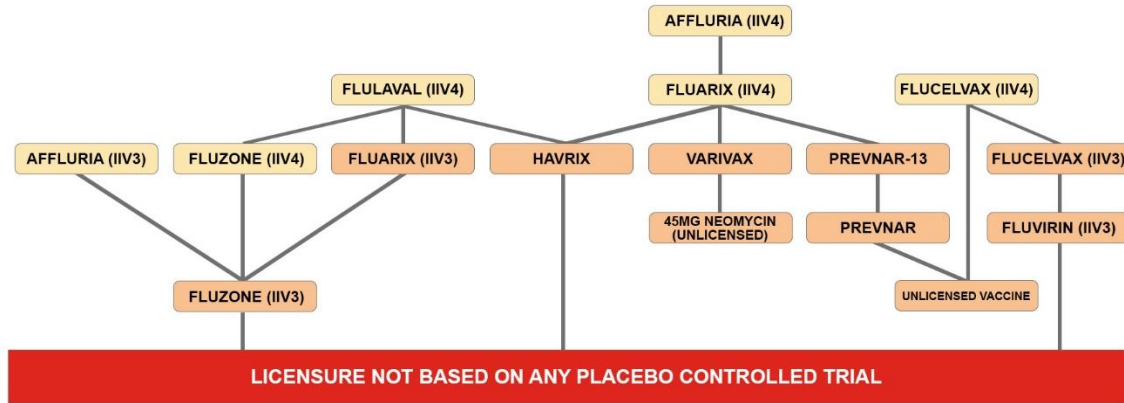 AFFLURIA (IIV4)
FLULAVAL (IIV4)
FLUARIX (IIV4)
FLUCELVAX (IIV4)
AFFLURIA (IIV3)
FLUZONE (IIV4)
FLUARIX (IIV3)
HAVRIX
VARIVAX
PREVNAR-13
FLUCELVAX (IIV3)
45MG NEOMYCIN
(UNLICENSED)
PREVNAR
FLUVIRIN (IIV3)
FLUZONE (IIV3)
UNLICENSED VACCINE
LICENSURE NOT BASED ON ANY PLACEBO CONTROLLED TRIAL